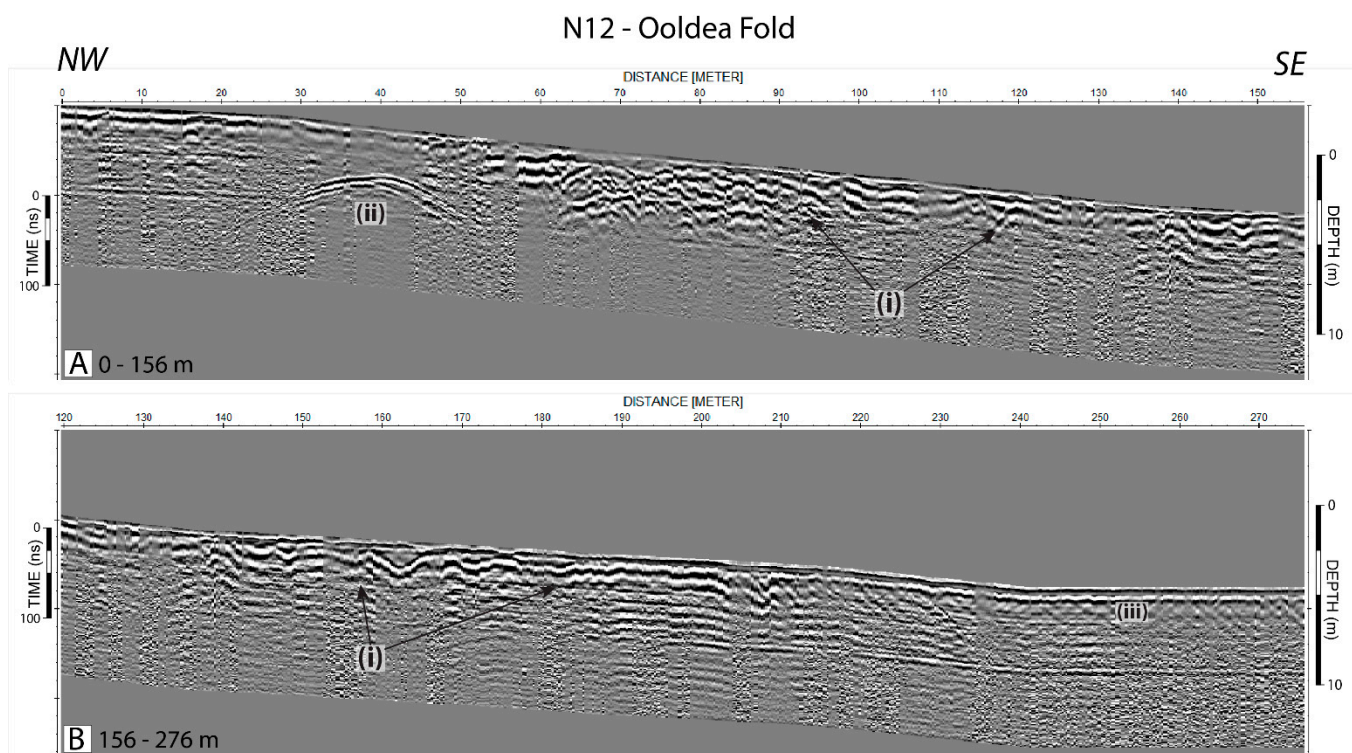 N12 - Ooldea Fold
NW
SE
DISTANCE [METER]
0 10 20 30 40 50 60 70 80 90 100 110 120 130 140 150
(ii)
(i)
TIME (ns)
0
100
DEPTH (m)
0
10
A 0 - 156 m
DISTANCE [METER]
120 130 140 150 160 170 180 190 200 210 220 230 240 250 260 270
(iii)
(i)
TIME (ns)
0
100
DEPTH (m)
0
10
B 156 - 276 m